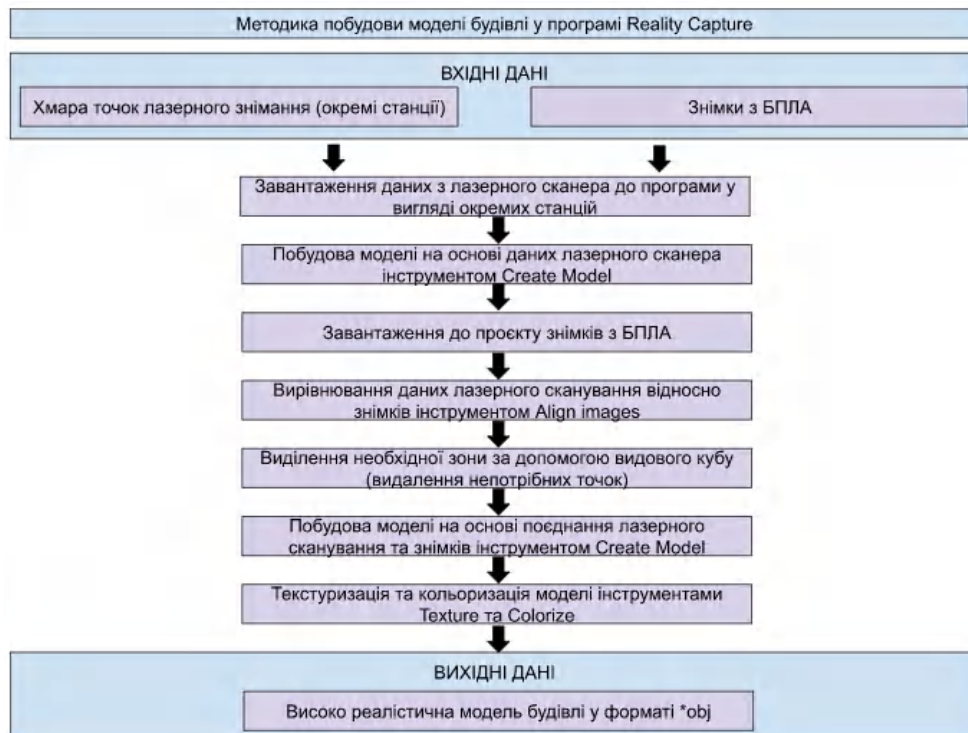 Методика побудови моделі будівлі у програмі Reality Capture
ВХІДНІ ДАНІ
Хмара точок лазерного знімання (окремі станції)
Знімки з БПЛА
Завантаження даних з лазерного сканера до програми у
вигляді окремих станцій
Побудова моделі на основі даних лазерного сканера
інструментом Create Model
Завантаження до проєкту знімків з БПЛА
Вирівнювання даних лазерного сканування відносно
знімків інструментом Align images
Виділення необхідної зони за допомогою видового кубу
(видалення непотрібних точок)
Побудова моделі на основі поєднання лазерного
сканування та знімків інструментом Create Model
Текстуризація та кольоризація моделі інструментами
Texture та Colorize
ВИХІДНІ ДАНІ
Високо реалістична модель будівлі у форматі *obj